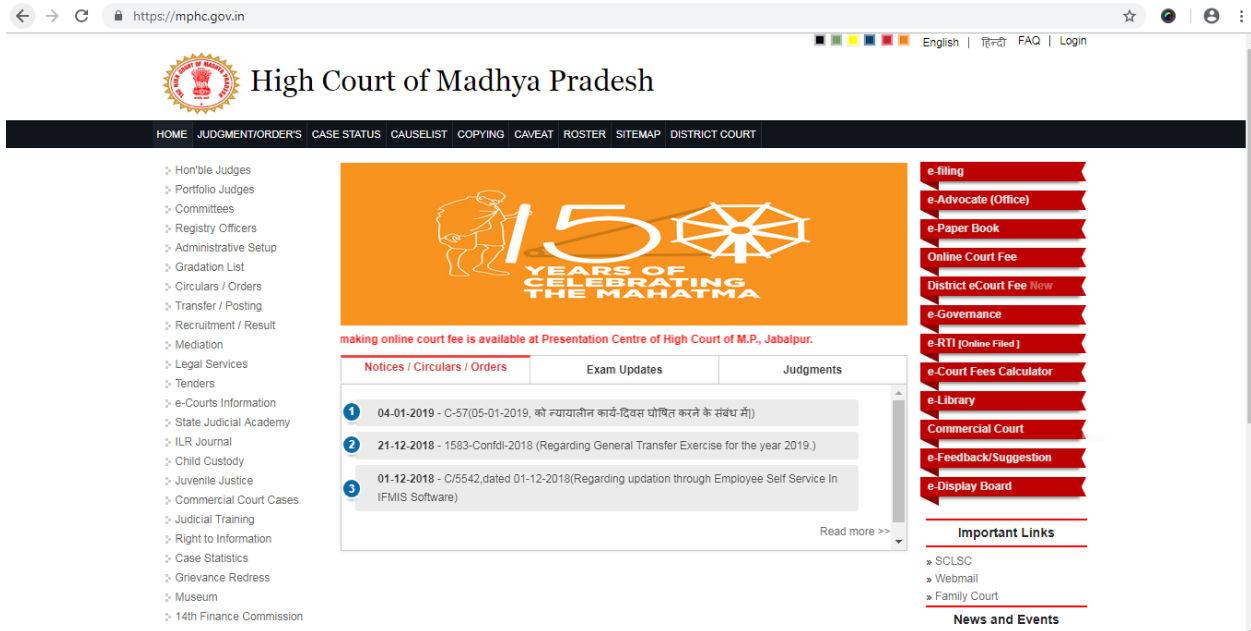 https://mphc.gov.in
English | हिन्दी FAQ | Login
High Court of Madhya Pradesh
HOME JUDGMENT/ORDER'S CASE STATUS CAUSELIST COPYING CAVEAT ROSTER SITEMAP DISTRICT COURT
Hon'ble Judges
Portfolio Judges
Committees
Registry Officers
Administrative Setup
Gradation List
Circulars / Orders
Transfer / Posting
Recruitment / Result
Mediation
Legal Services
Tenders
e-Courts Information
State Judicial Academy
ILR Journal
Child Custody
Juvenile Justice
Commercial Court Cases
Judicial Training
Right to Information
Case Statistics
Grievance Redress
Museum
14th Finance Commission
150
YEARS OF
CELEBRATING
THE MAHATMA
making online court fee is available at Presentation Centre of High Court of M.P., Jabalpur.
Notices / Circulars / Orders
Exam Updates
Judgments
1 04-01-2019 - C-57(05-01-2019, को न्यायालीन कार्य-दिवस घोषित करने के संबंध में|)
2 21-12-2018 - 1583-Confdl-2018 (Regarding General Transfer Exercise for the year 2019.)
3 01-12-2018 - C/5542,dated 01-12-2018(Regarding updation through Employee Self Service In
IFMIS Software)
Read more >>
e-filing
e-Advocate (Office)
e-Paper Book
Online Court Fee
District eCourt Fee New
e-Governance
e-RTI [Online Filed ]
e-Court Fees Calculator
e-Library
Commercial Court
e-Feedback/Suggestion
e-Display Board
Important Links
» SCLSC
» Webmail
» Family Court
News and Events